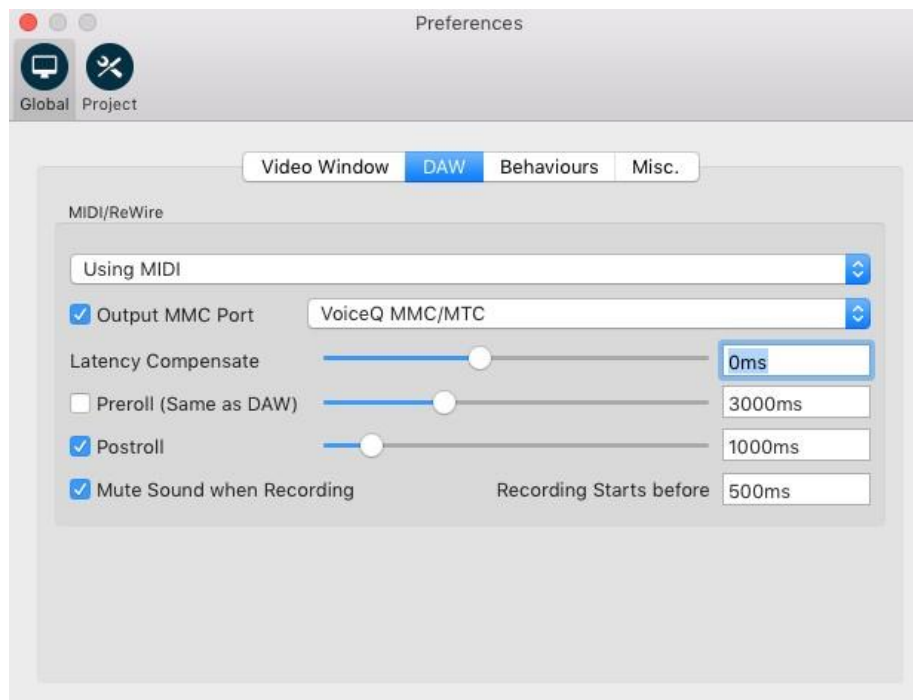 Preferences
Global Project
Video Window DAW Behaviours Misc.
MIDI/ReWire
Using MIDI
Output MMC Port VoiceQ MMC/MTC
Latency Compensate 0ms
Preroll (Same as DAW) 3000ms
Postroll 1000ms
Mute Sound when Recording Recording Starts before 500ms